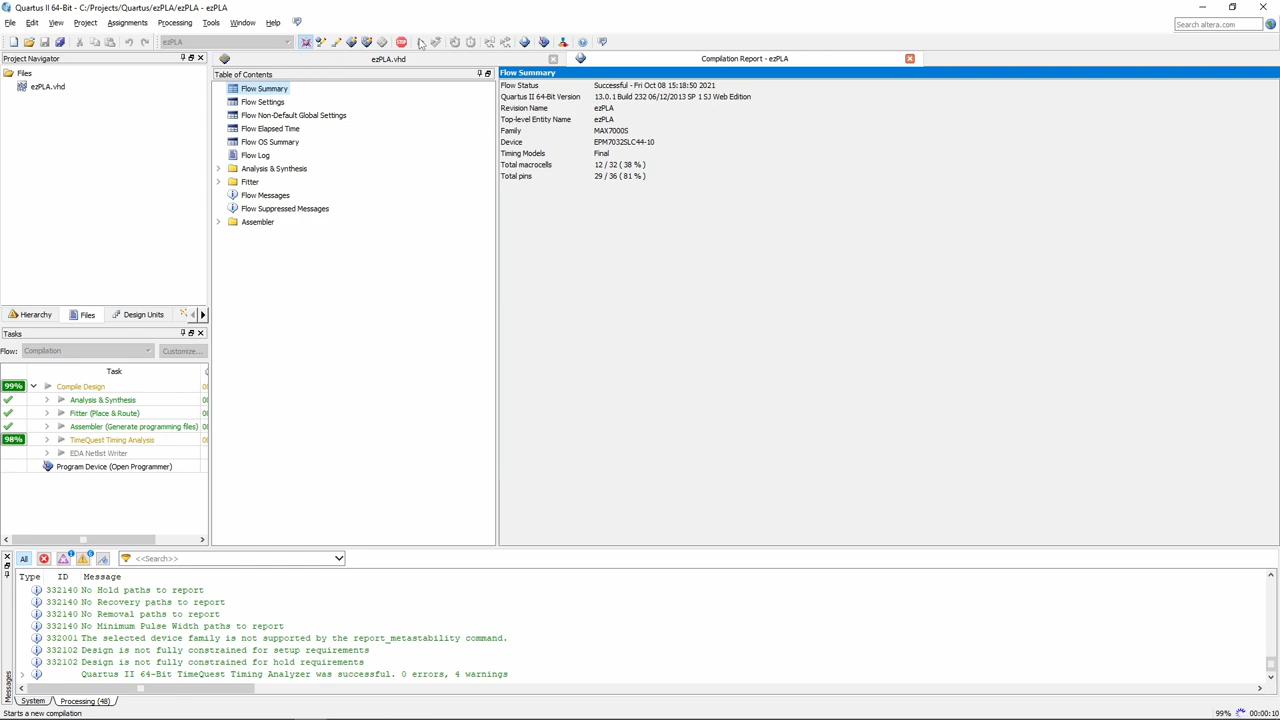 Quartus II 64-Bit - C:/Projects/Quartus/ezPLA/ezPLA - ezPLA
File Edit View Project Assignments Processing Tools Window Help
Search altera.com
ezPLA
Project Navigator
Files
ezPLA.vhd
Hierarchy Files Design Units
Tasks
Flow: Compilation Customize...
Task
99% Compile Design 00
Analysis & Synthesis 00
Fitter (Place & Route) 00
Assembler (Generate programming files) 00
98% TimeQuest Timing Analysis 00
EDA Netlist Writer
Program Device (Open Programmer)
ezPLA.vhd
Compilation Report - ezPLA
Table of Contents
Flow Summary
Flow Settings
Flow Non-Default Global Settings
Flow Elapsed Time
Flow OS Summary
Flow Log
Analysis & Synthesis
Fitter
Flow Messages
Flow Suppressed Messages
Assembler
Flow Summary
Flow Status Successful - Fri Oct 08 15:18:50 2021
Quartus II 64-Bit Version 13.0.1 Build 232 06/12/2013 SP 1 SJ Web Edition
Revision Name ezPLA
Top-level Entity Name ezPLA
Family MAX7000S
Device EPM7032SLC44-10
Timing Models Final
Total macrocells 12 / 32 ( 38 % )
Total pins 29 / 36 ( 81 % )
All <<Search>>
Type ID Message
332140 No Hold paths to report
332140 No Recovery paths to report
332140 No Removal paths to report
332140 No Minimum Pulse Width paths to report
332001 The selected device family is not supported by the report_metastability command.
332102 Design is not fully constrained for setup requirements
332102 Design is not fully constrained for hold requirements
Quartus II 64-Bit TimeQuest Timing Analyzer was successful. 0 errors, 4 warnings
Messages
System Processing (48)
Starts a new compilation
99% 00:00:10